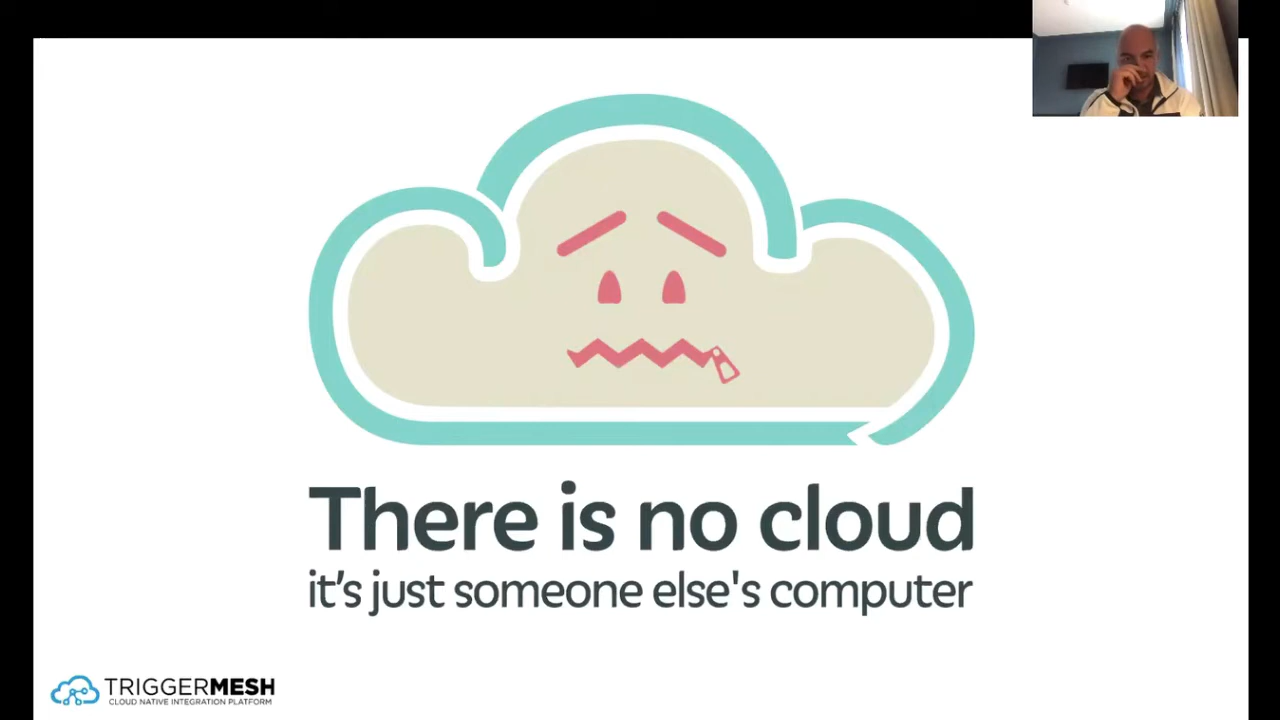 There is no cloud
it's just someone else's computer
TRIGGERMESH
CLOUD NATIVE INTEGRATION PLATFORM